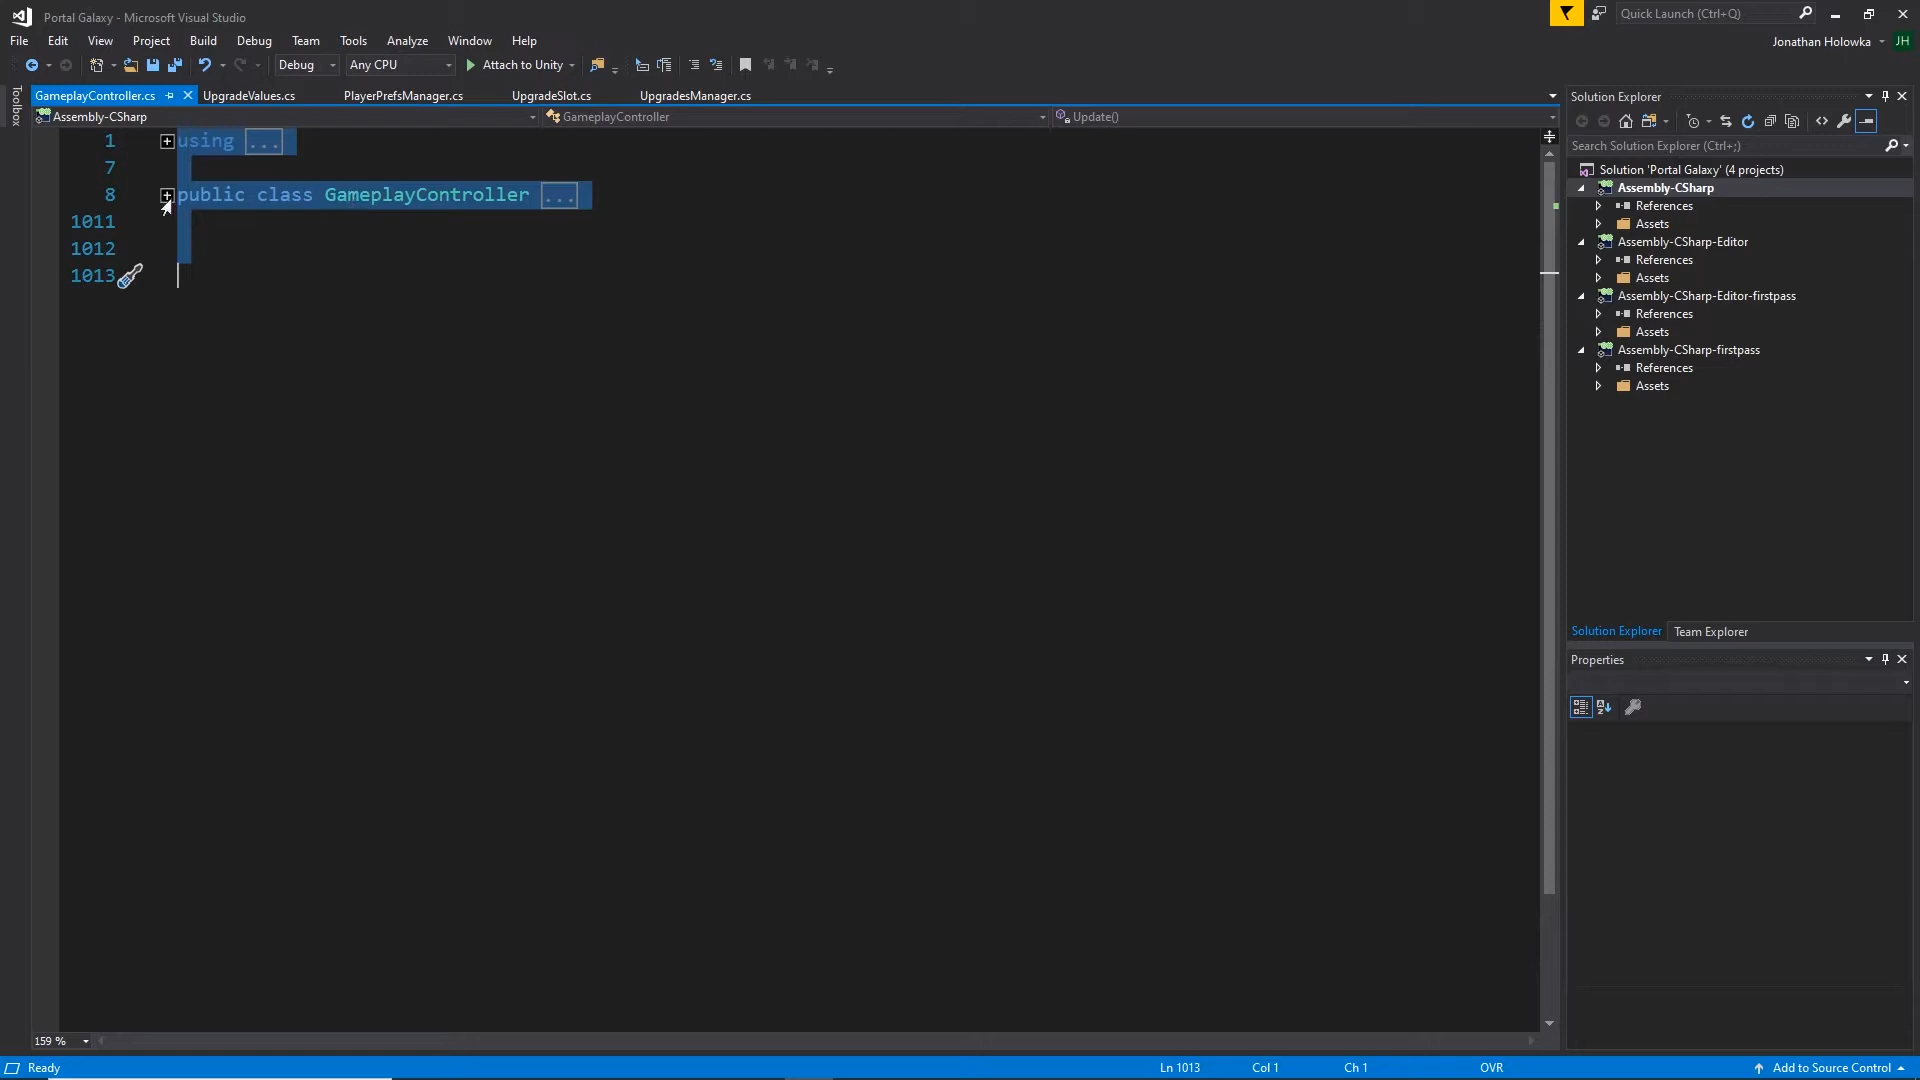 Portal Galaxy - Microsoft Visual Studio
Quick Launch (Ctrl+Q)
File Edit View Project Build Debug Team Tools Analyze Window Help
Jonathan Holowka JH
Debug Any CPU Attach to Unity
Toolbox
GameplayController.cs UpgradeValues.cs PlayerPrefsManager.cs UpgradeSlot.cs UpgradesManager.cs
Assembly-CSharp GameplayController Update()
1 using ...
7
8 public class GameplayController ...
1011
1012
1013
159 %
Solution Explorer
Search Solution Explorer (Ctrl+;)
Solution 'Portal Galaxy' (4 projects)
Assembly-CSharp
References
Assets
Assembly-CSharp-Editor
References
Assets
Assembly-CSharp-Editor-firstpass
References
Assets
Assembly-CSharp-firstpass
References
Assets
Solution Explorer Team Explorer
Properties
Ready Ln 1013 Col 1 Ch 1 OVR Add to Source Control